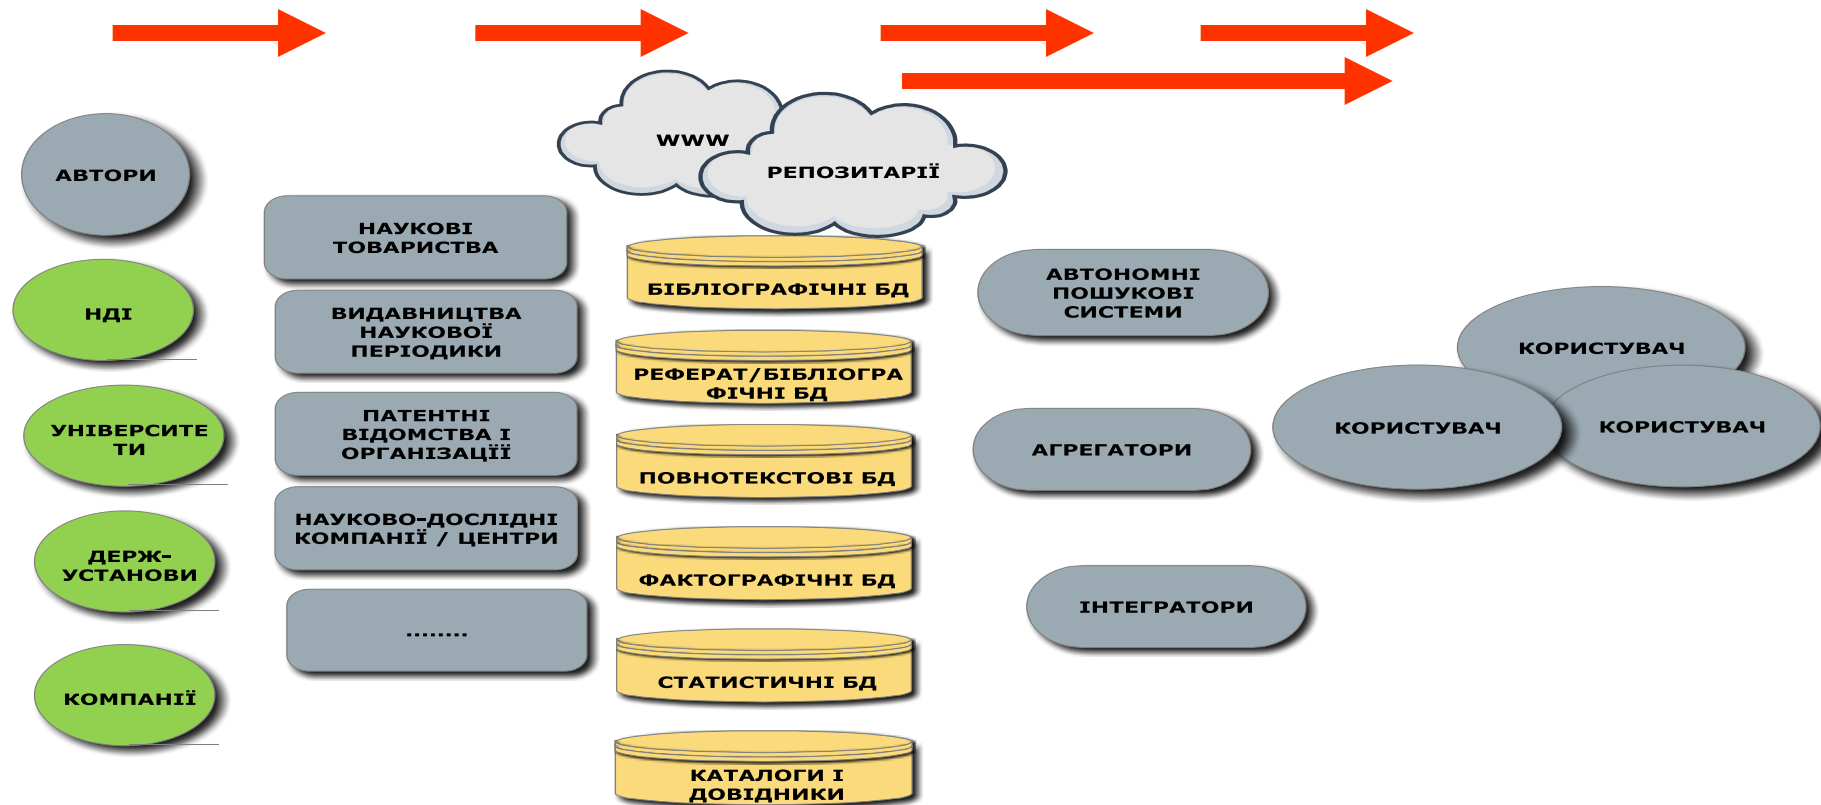 www
РЕПОЗИТАРІЇ
АВТОРИ
НДІ
УНІВЕРСИТЕ
ТИ
ДЕРЖ-
УСТАНОВИ
КОМПАНІЇ
НАУКОВІ
ТОВАРИСТВА
ВИДАВНИЦТВА
НАУКОВОЇ
ПЕРІОДИКИ
ПАТЕНТНІ
ВІДОМСТВА І
ОРГАНІЗАЦІЇ
НАУКОВО-ДОСЛІДНІ
КОМПАНІЇ / ЦЕНТРИ
........
БІБЛІОГРАФІЧНІ БД
РЕФЕРАТ/БІБЛІОГРА
ФІЧНІ БД
ПОВНОТЕКСТОВІ БД
ФАКТОГРАФІЧНІ БД
СТАТИСТИЧНІ БД
КАТАЛОГИ І
ДОВІДНИКИ
АВТОНОМНІ
ПОШУКОВІ
СИСТЕМИ
АГРЕГАТОРИ
ІНТЕГРАТОРИ
КОРИСТУВАЧ
КОРИСТУВАЧ
КОРИСТУВАЧ